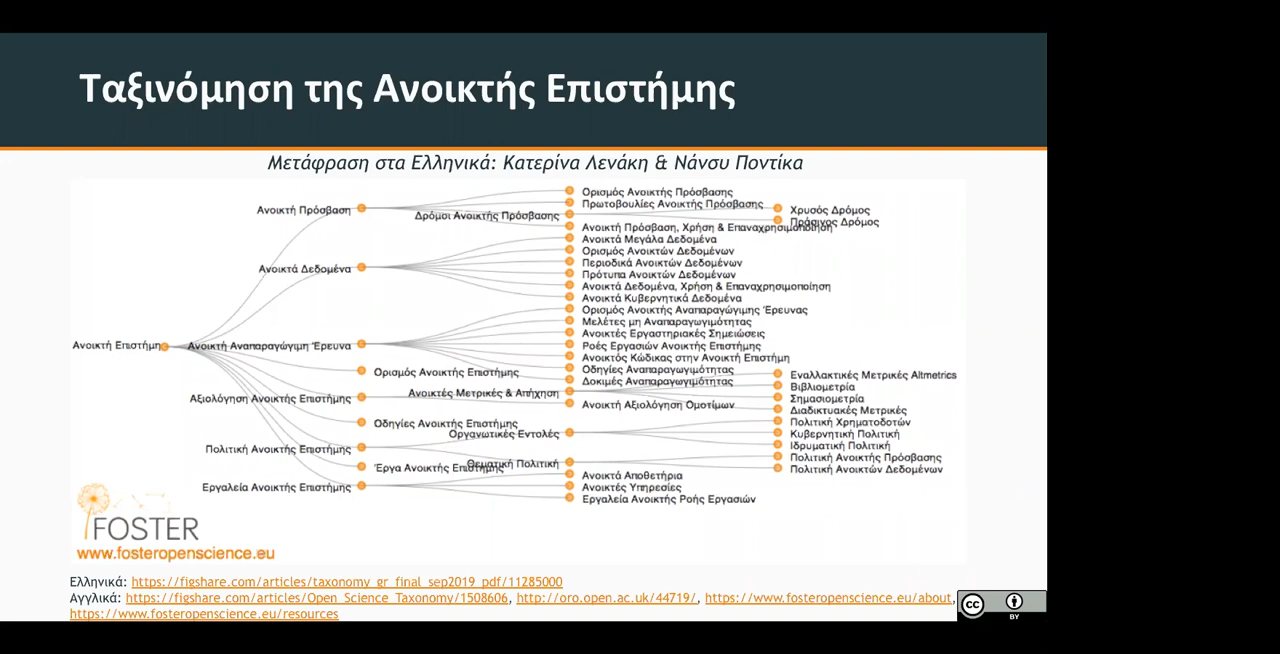 Ταξινόμηση της Ανοικτής Επιστήμης
Μετάφραση στα Ελληνικά: Κατερίνα Λενάκη & Νάνσυ Ποντίκα
Ανοικτή Επιστήμη
Ανοικτή Πρόσβαση
Ορισμός Ανοικτής Πρόσβασης
Πρωτοβουλίες Ανοικτής Πρόσβασης
Δρόμοι Ανοικτής Πρόσβασης
Χρυσός Δρόμος
Πράσινος Δρόμος
Ανοικτή Πρόσβαση, Χρήση & Επαναχρησιμοποίηση
Ανοικτά Δεδομένα
Ανοικτά Μεγάλα Δεδομένα
Ορισμός Ανοικτών Δεδομένων
Περιοδικά Ανοικτών Δεδομένων
Πρότυπα Ανοικτών Δεδομένων
Ανοικτά Δεδομένα, Χρήση & Επαναχρησιμοποίηση
Ανοικτά Κυβερνητικά Δεδομένα
Ανοικτή Αναπαραγώγιμη Έρευνα
Ορισμός Ανοικτής Αναπαραγώγιμης Έρευνας
Μελέτες μη Αναπαραγωγιμότητας
Ανοικτές Εργαστηριακές Σημειώσεις
Ροές Εργασιών Ανοικτής Επιστήμης
Ανοικτός Κώδικας στην Ανοικτή Επιστήμη
Οδηγίες Αναπαραγωγιμότητας
Δοκιμές Αναπαραγωγιμότητας
Ορισμός Ανοικτής Επιστήμης
Αξιολόγηση Ανοικτής Επιστήμης
Ανοικτές Μετρικές & Απήχηση
Εναλλακτικές Μετρικές Altmetrics
Βιβλιομετρία
Σημασιομετρία
Διαδικτυακές Μετρικές
Ανοικτή Αξιολόγηση Ομοτίμων
Οδηγίες Ανοικτής Επιστήμης
Πολιτική Ανοικτής Επιστήμης
Οργανωτικές Εντολές
Πολιτική Χρηματοδοτών
Κυβερνητική Πολιτική
Ιδρυματική Πολιτική
Θεματική Πολιτική
Πολιτική Ανοικτής Πρόσβασης
Πολιτική Ανοικτών Δεδομένων
Έργα Ανοικτής Επιστήμης
Εργαλεία Ανοικτής Επιστήμης
Ανοικτά Αποθετήρια
Ανοικτές Υπηρεσίες
Εργαλεία Ανοικτής Ροής Εργασιών
FOSTER
www.fosteropenscience.eu
Ελληνικά: https://figshare.com/articles/taxonomy_gr_final_sep2019_pdf/11285000
Αγγλικά: https://figshare.com/articles/Open_Science_Taxonomy/1508606, http://oro.open.ac.uk/44719/, https://www.fosteropenscience.eu/about,
https://www.fosteropenscience.eu/resources
cc
BY